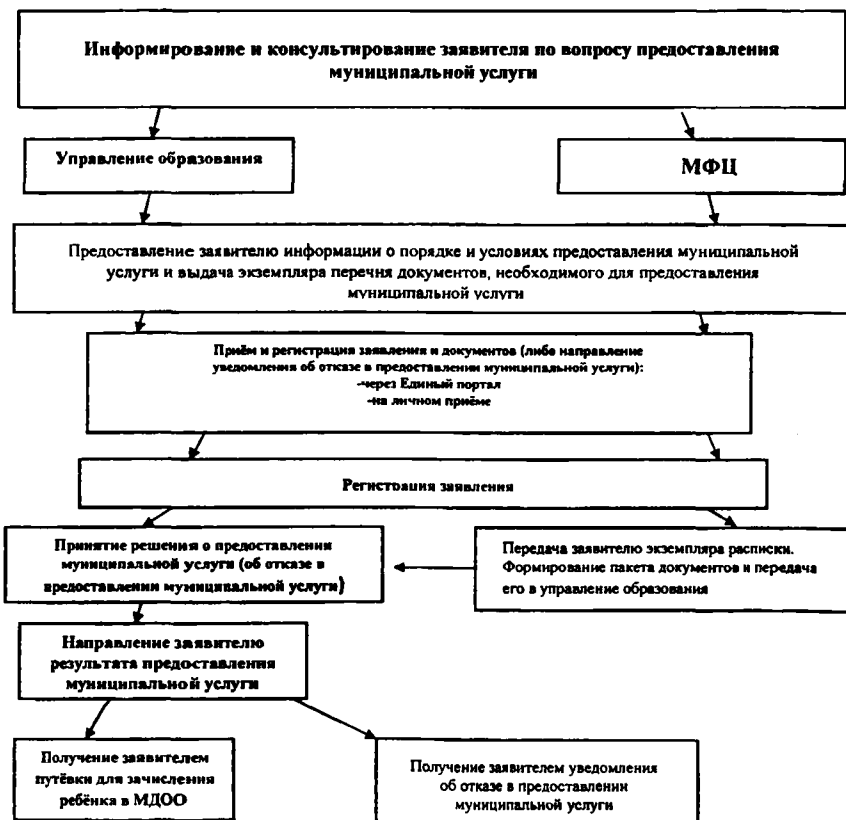 Информирование и консультирование заявителя по вопросу предоставления
муниципальной услуги
Управление образования
МФЦ
Предоставление заявителю информации о порядке и условиях предоставления муниципальной
услуги и выдача экземпляра перечня документов, необходимого для предоставления
муниципальной услуги
Приём и регистрация заявления и документов (либо направление
уведомления об отказе в предоставлении муниципальной услуги):
-через Единый портал
-на личном приёме
Регистрация заявления
Принятие решения о предоставлении
муниципальной услуги (об отказе в
предоставлении муниципальной услуги)
Передача заявителю экземпляра расписки.
Формирование пакета документов и передача
его в управление образования
Направление заявителю
результата предоставления
муниципальной услуги
Получение заявителем
путёвки для зачисления
ребёнка в МДОО
Получение заявителем уведомления
об отказе в предоставлении
муниципальной услуги